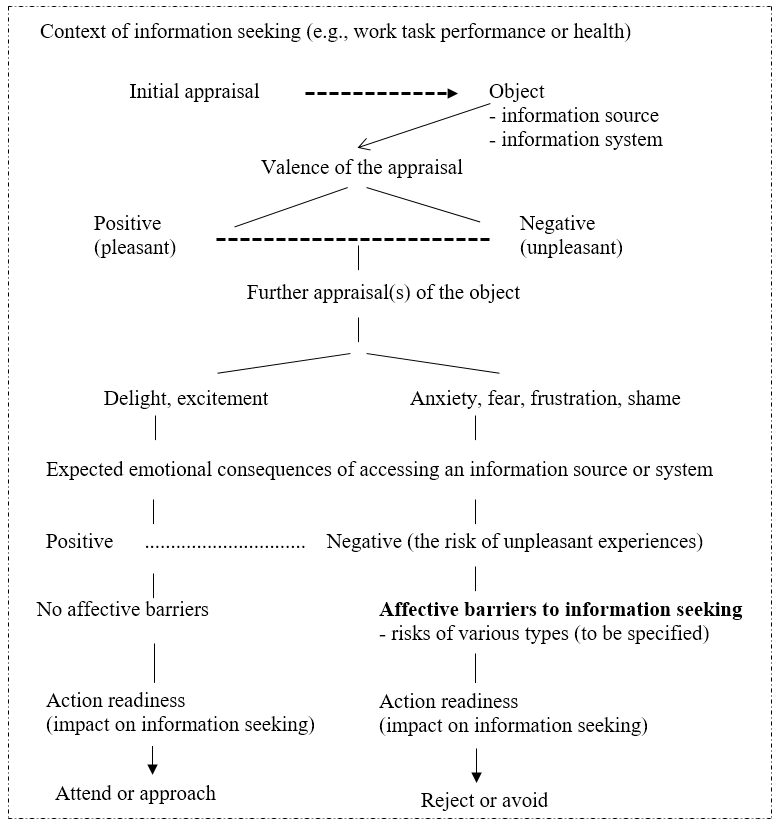 Context of information seeking (e.g., work task performance or health)
Initial appraisal
Object
- information source
- information system
Valence of the appraisal
Positive
(pleasant)
Negative
(unpleasant)
Further appraisal(s) of the object
Delight, excitement
Anxiety, fear, frustration, shame
Expected emotional consequences of accessing an information source or system
Positive ............................... Negative (the risk of unpleasant experiences)
No affective barriers
Affective barriers to information seeking
- risks of various types (to be specified)
Action readiness
(impact on information seeking)
Action readiness
(impact on information seeking)
Attend or approach
Reject or avoid